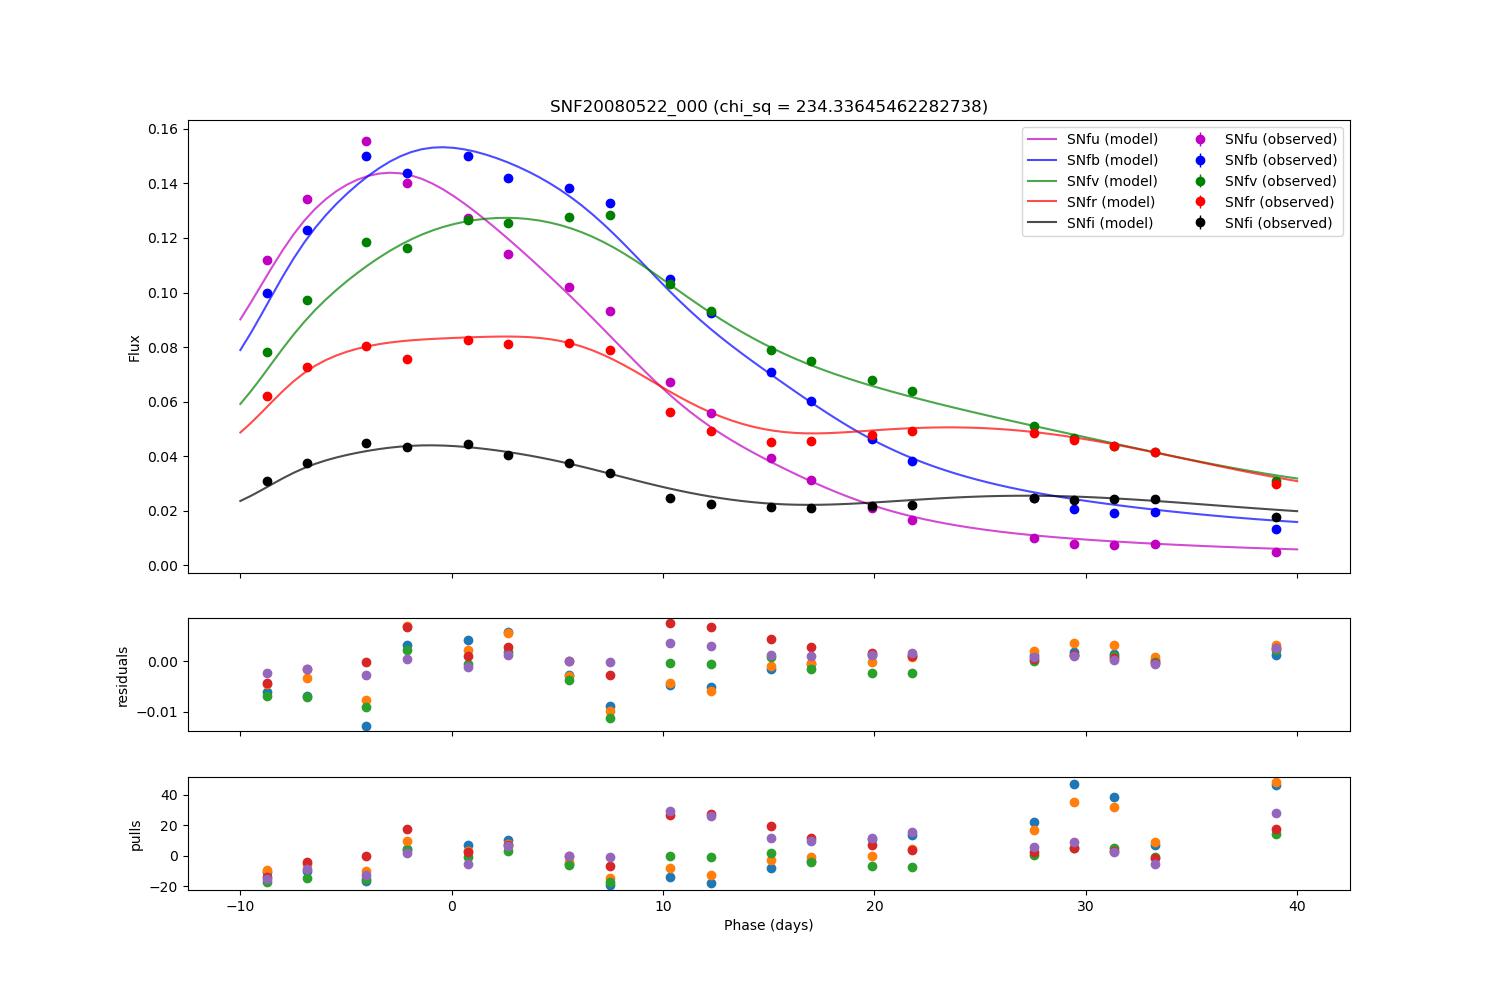 SNF20080522_000 (chi_sq = 234.33645462282738)
0.16
0.14
0.12
0.10
0.08
0.06
0.04
0.02
0.00
Flux
SNfu (model) SNfu (observed)
SNfb (model) SNfb (observed)
SNfv (model) SNfv (observed)
SNfr (model) SNfr (observed)
SNfi (model) SNfi (observed)
0.00
−0.01
residuals
40
20
0
−20
pulls
−10 0 10 20 30 40
Phase (days)